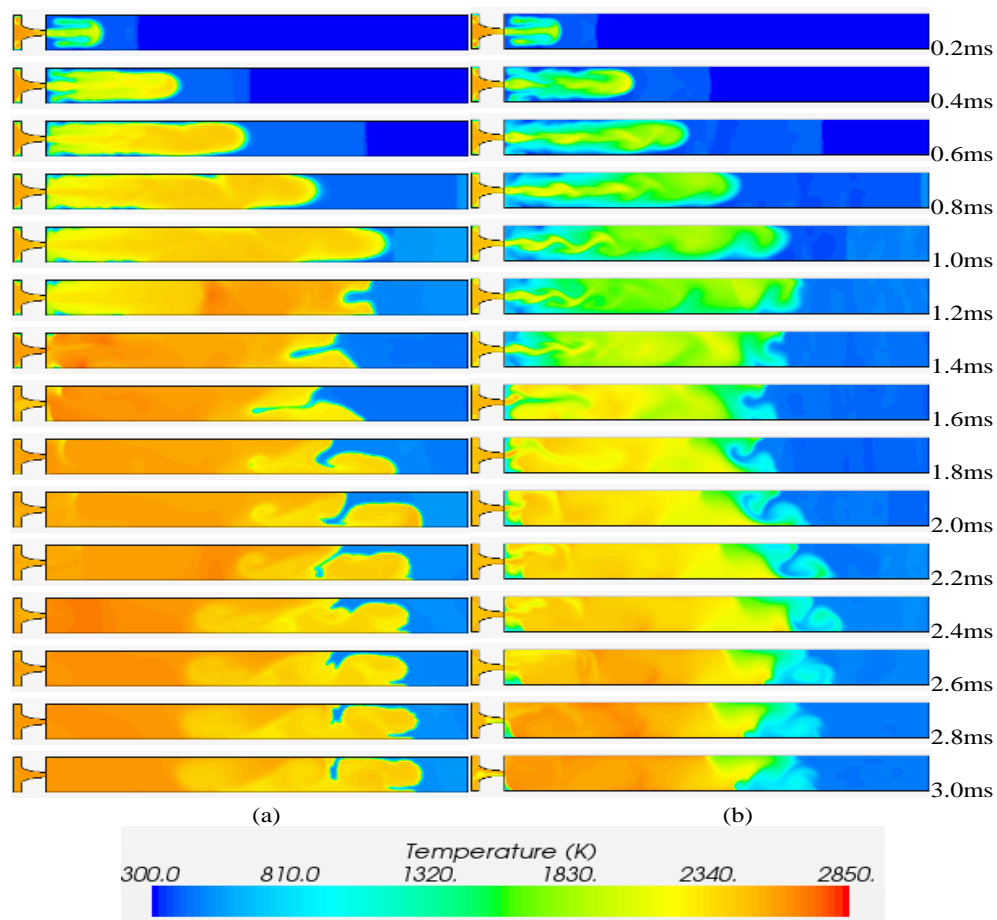 0.2ms
0.4ms
0.6ms
0.8ms
1.0ms
1.2ms
1.4ms
1.6ms
1.8ms
2.0ms
2.2ms
2.4ms
2.6ms
2.8ms
3.0ms
(a) (b)
Temperature (K)
300.0 810.0 1320. 1830. 2340. 2850.